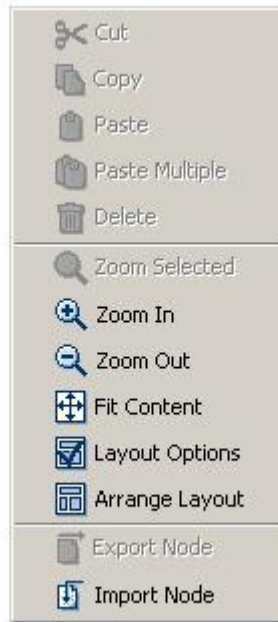 Cut
Copy
Paste
Paste Multiple
Delete
Zoom Selected
Zoom In
Zoom Out
Fit Content
Layout Options
Arrange Layout
Export Node
Import Node